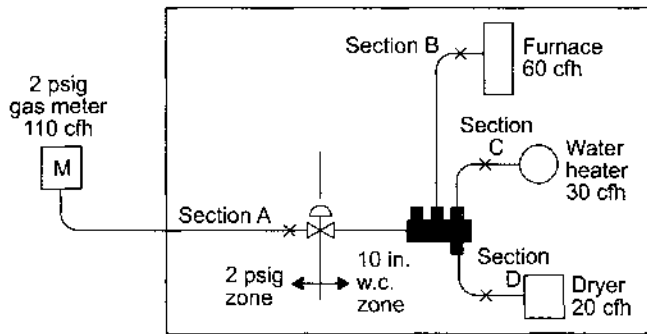 Section B
Furnace
60 cfh
2 psig
gas meter
110 cfh
M
Section
C
Water
heater
30 cfh
Section A
2 psig
zone
10 in.
w.c.
zone
Section
D
Dryer
20 cfh